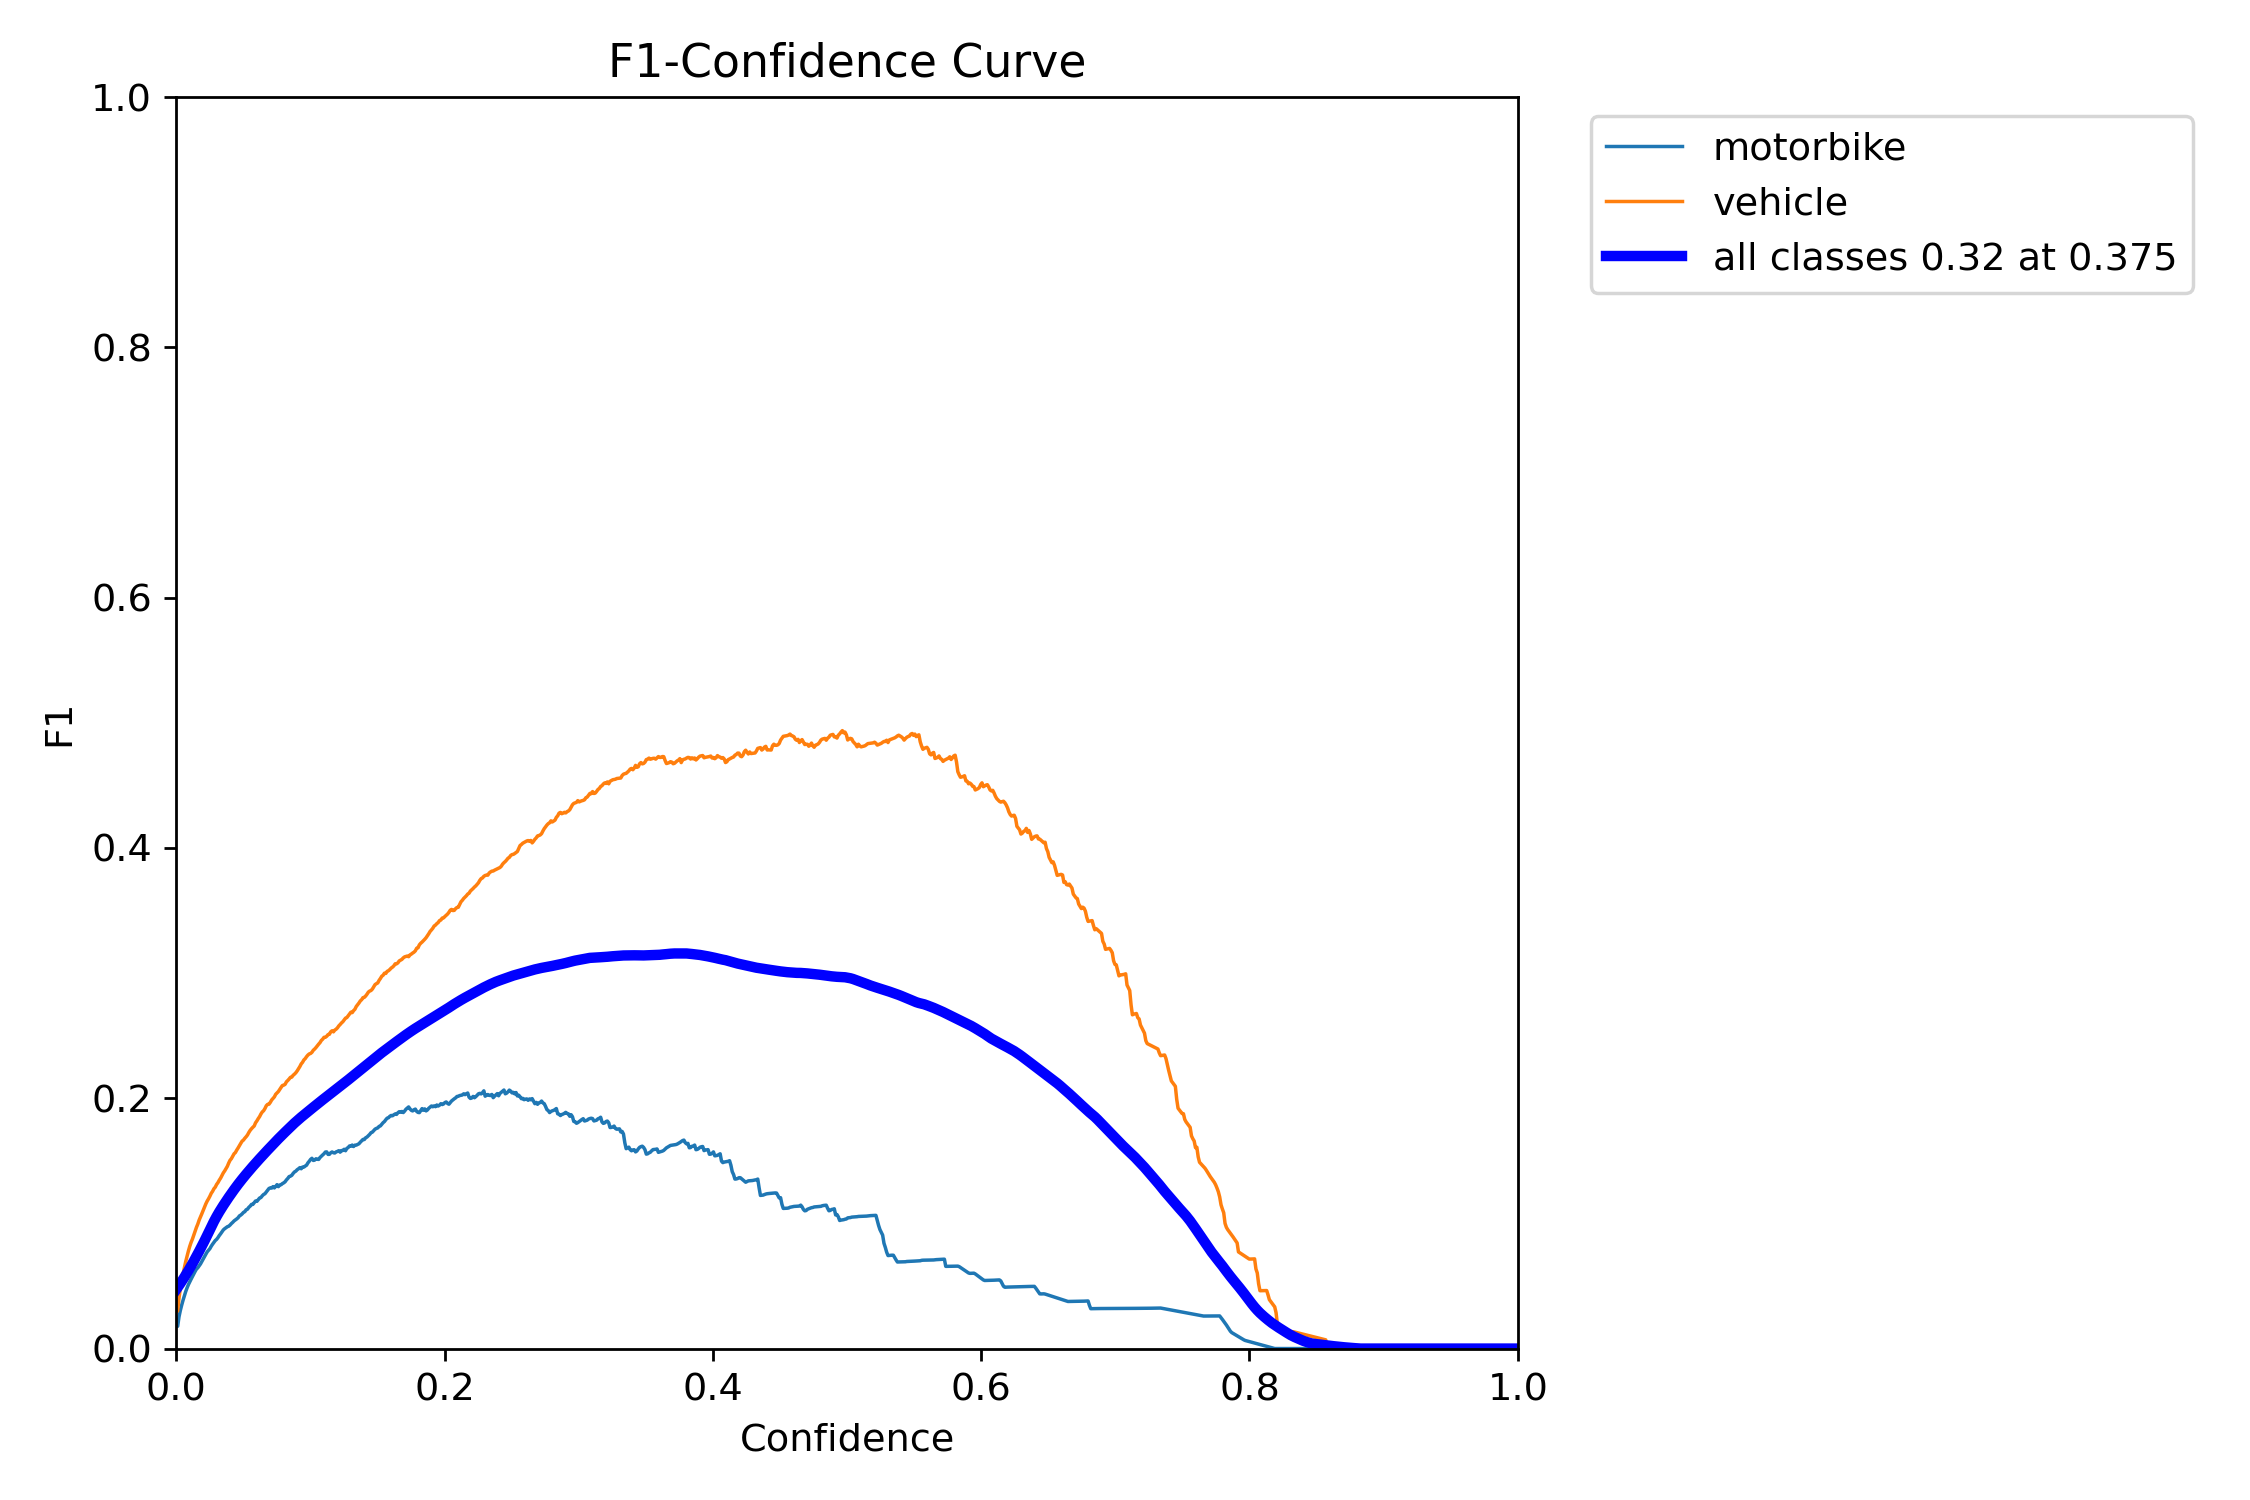 F1-Confidence Curve
1.0
0.8
0.6
0.4
0.2
0.0
F1
0.0 0.2 0.4 0.6 0.8 1.0
Confidence
motorbike
vehicle
all classes 0.32 at 0.375